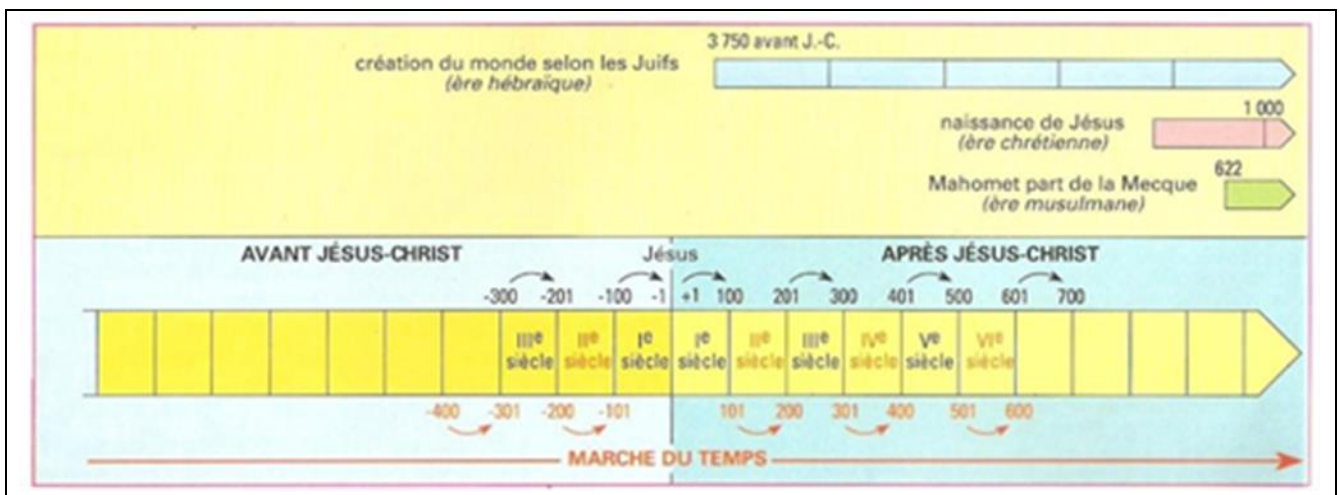 3 750 avant J.-C.
création du monde selon les Juifs
(ère hébraïque)
1 000
naissance de Jésus
(ère chrétienne)
622
Mahomet part de la Mecque
(ère musulmane)
AVANT JÉSUS-CHRIST Jésus APRÈS JÉSUS-CHRIST
-300 -201 -100 -1 +1 100 201 300 401 500 601 700
IIIe IIe Ie Ie IIe IIIe IVe Ve VIe
siècle siècle siècle siècle siècle siècle siècle siècle siècle
-400 -301 -200 -101 101 200 301 400 501 600
MARCHE DU TEMPS